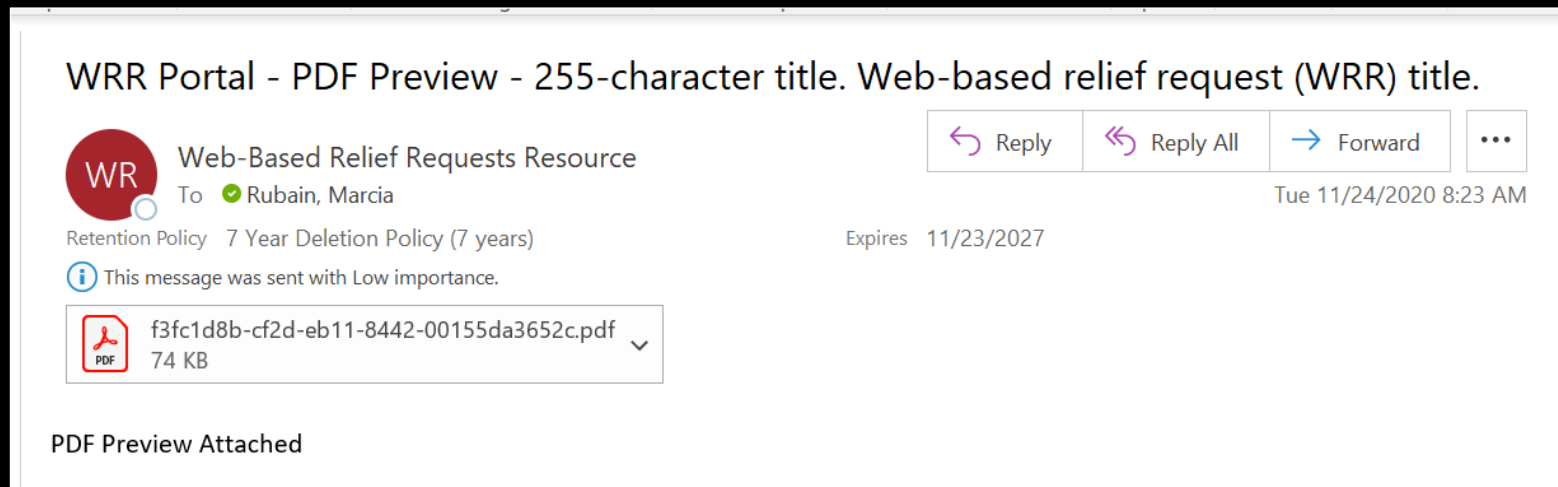 WRR Portal - PDF Preview - 255-character title. Web-based relief request (WRR) title.
WR
Web-Based Relief Requests Resource
Reply
Reply All
Forward
To Rubain, Marcia
Tue 11/24/2020 8:23 AM
Retention Policy 7 Year Deletion Policy (7 years)
Expires 11/23/2027
This message was sent with Low importance.
PDF
f3fc1d8b-cf2d-eb11-8442-00155da3652c.pdf
74 KB
PDF Preview Attached